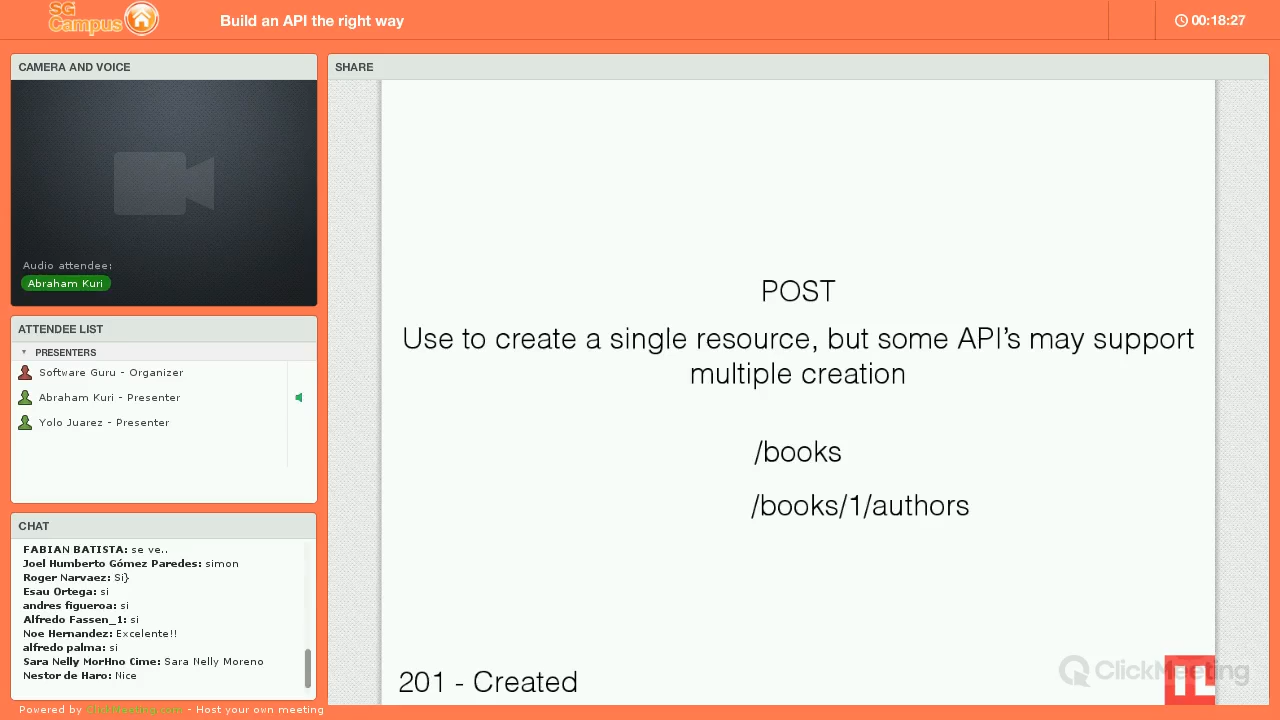 SG
Campus
Build an API the right way
00:18:27
CAMERA AND VOICE
Audio attendee:
Abraham Kuri
ATTENDEE LIST
PRESENTERS
Software Guru - Organizer
Abraham Kuri - Presenter
Yolo Juarez - Presenter
CHAT
FABIAN BATISTA: se ve..
Joel Humberto Gómez Paredes: simon
Roger Narvaez: Si}
Esau Ortega: si
andres figueroa: si
Alfredo Fassen_1: si
Noe Hernandez: Excelente!!
alfredo palma: si
Sara Nelly MorHno Cime: Sara Nelly Moreno
Nestor de Haro: Nice
Powered by ClickMeeting.com - Host your own meeting
SHARE
POST
Use to create a single resource, but some API's may support
multiple creation
/books
/books/1/authors
201 - Created
ClickMeeting